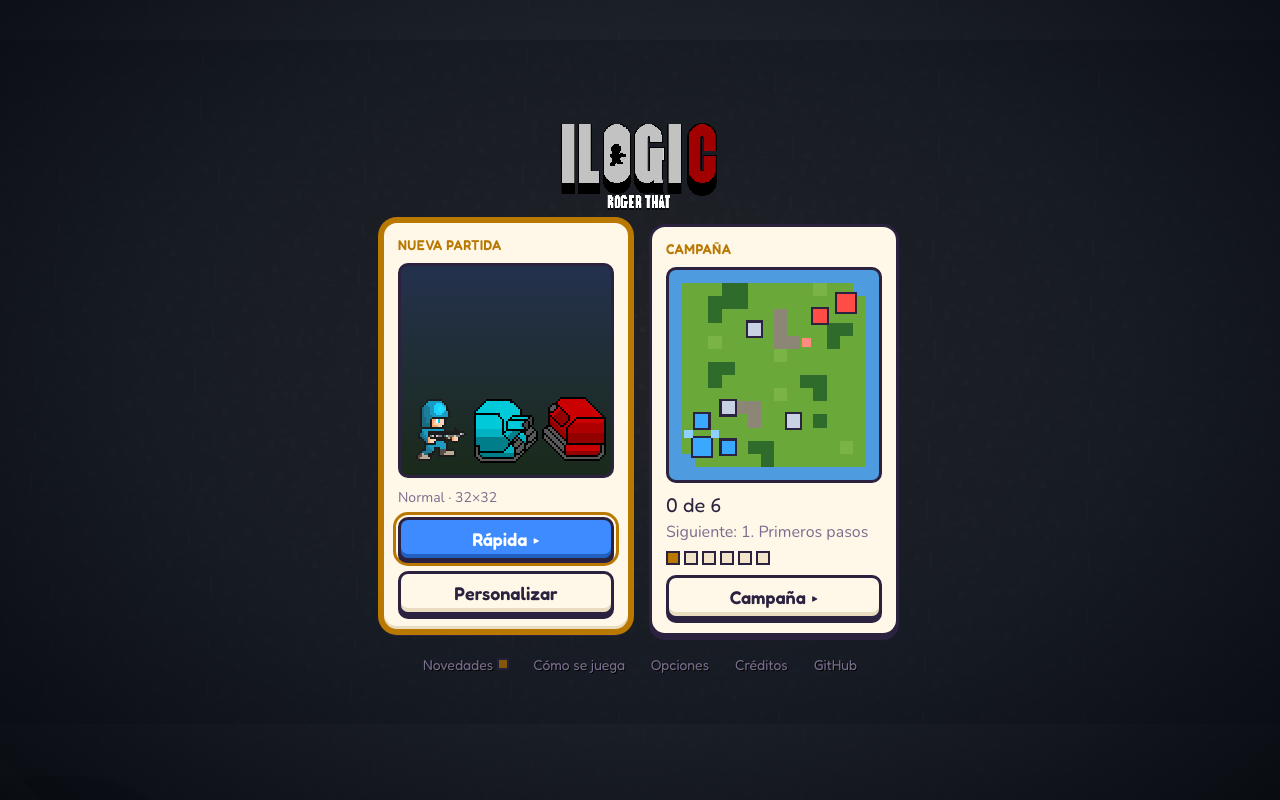 ILOGIC
ROGER THAT
NUEVA PARTIDA
Normal · 32×32
Rápida ▸
Personalizar
CAMPAÑA
0 de 6
Siguiente: 1. Primeros pasos
Campaña ▸
Novedades
Cómo se juega
Opciones
Créditos
GitHub